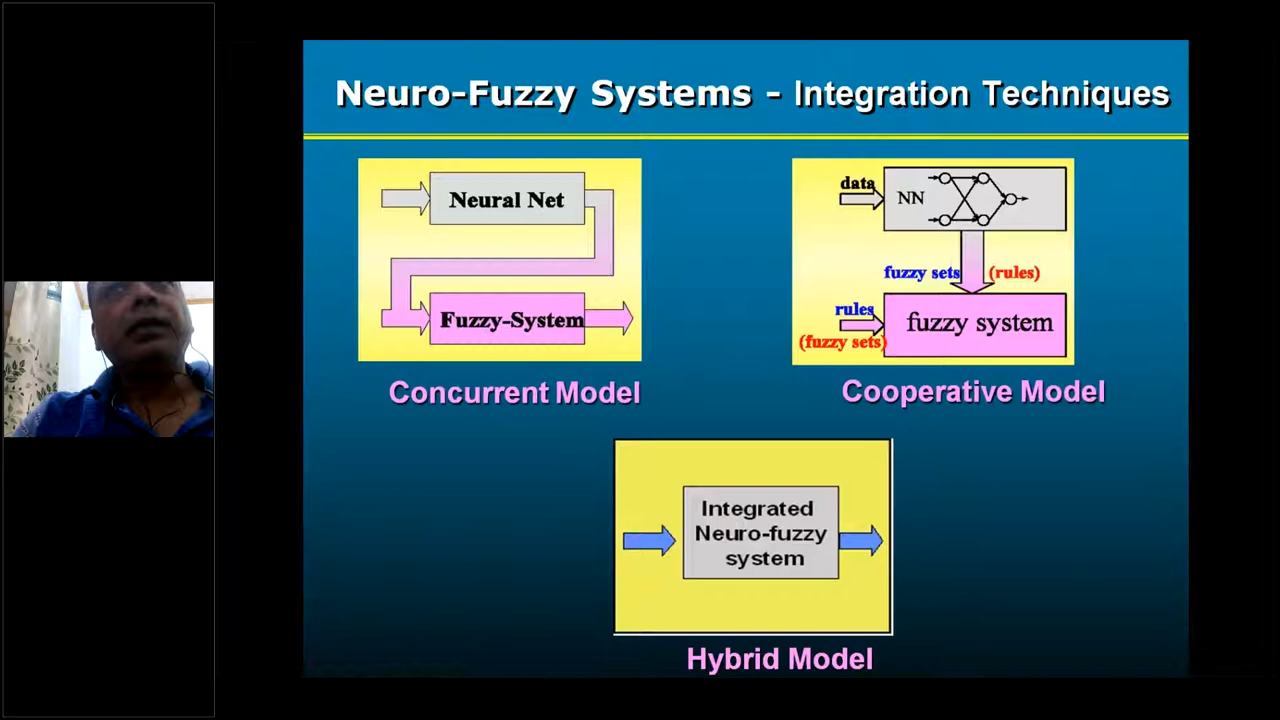 Neuro-Fuzzy Systems - Integration Techniques
Neural Net
Fuzzy-System
Concurrent Model
data
NN
fuzzy sets
(rules)
rules
(fuzzy sets)
fuzzy system
Cooperative Model
Integrated
Neuro-fuzzy
system
Hybrid Model